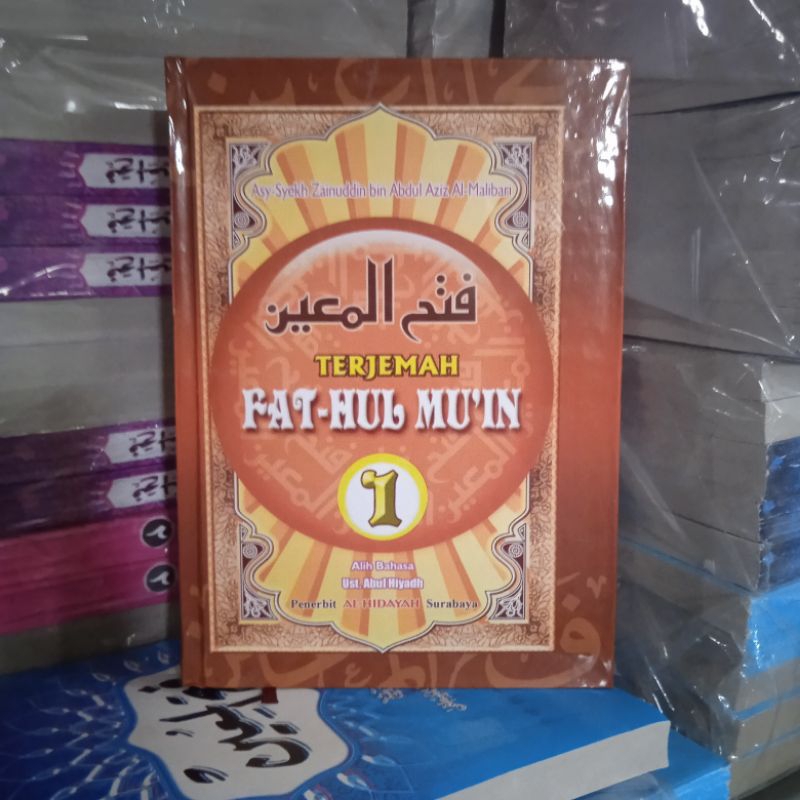 Asy-Syekh Zainuddin bin Abdul Aziz Al-Malibari
فتح المعين
TERJEMAH
FAT-HUL MU'IN
1
Alih Bahasa
Ust. Abul Hiyadh
Penerbit Al-HIDAYAH Surabaya